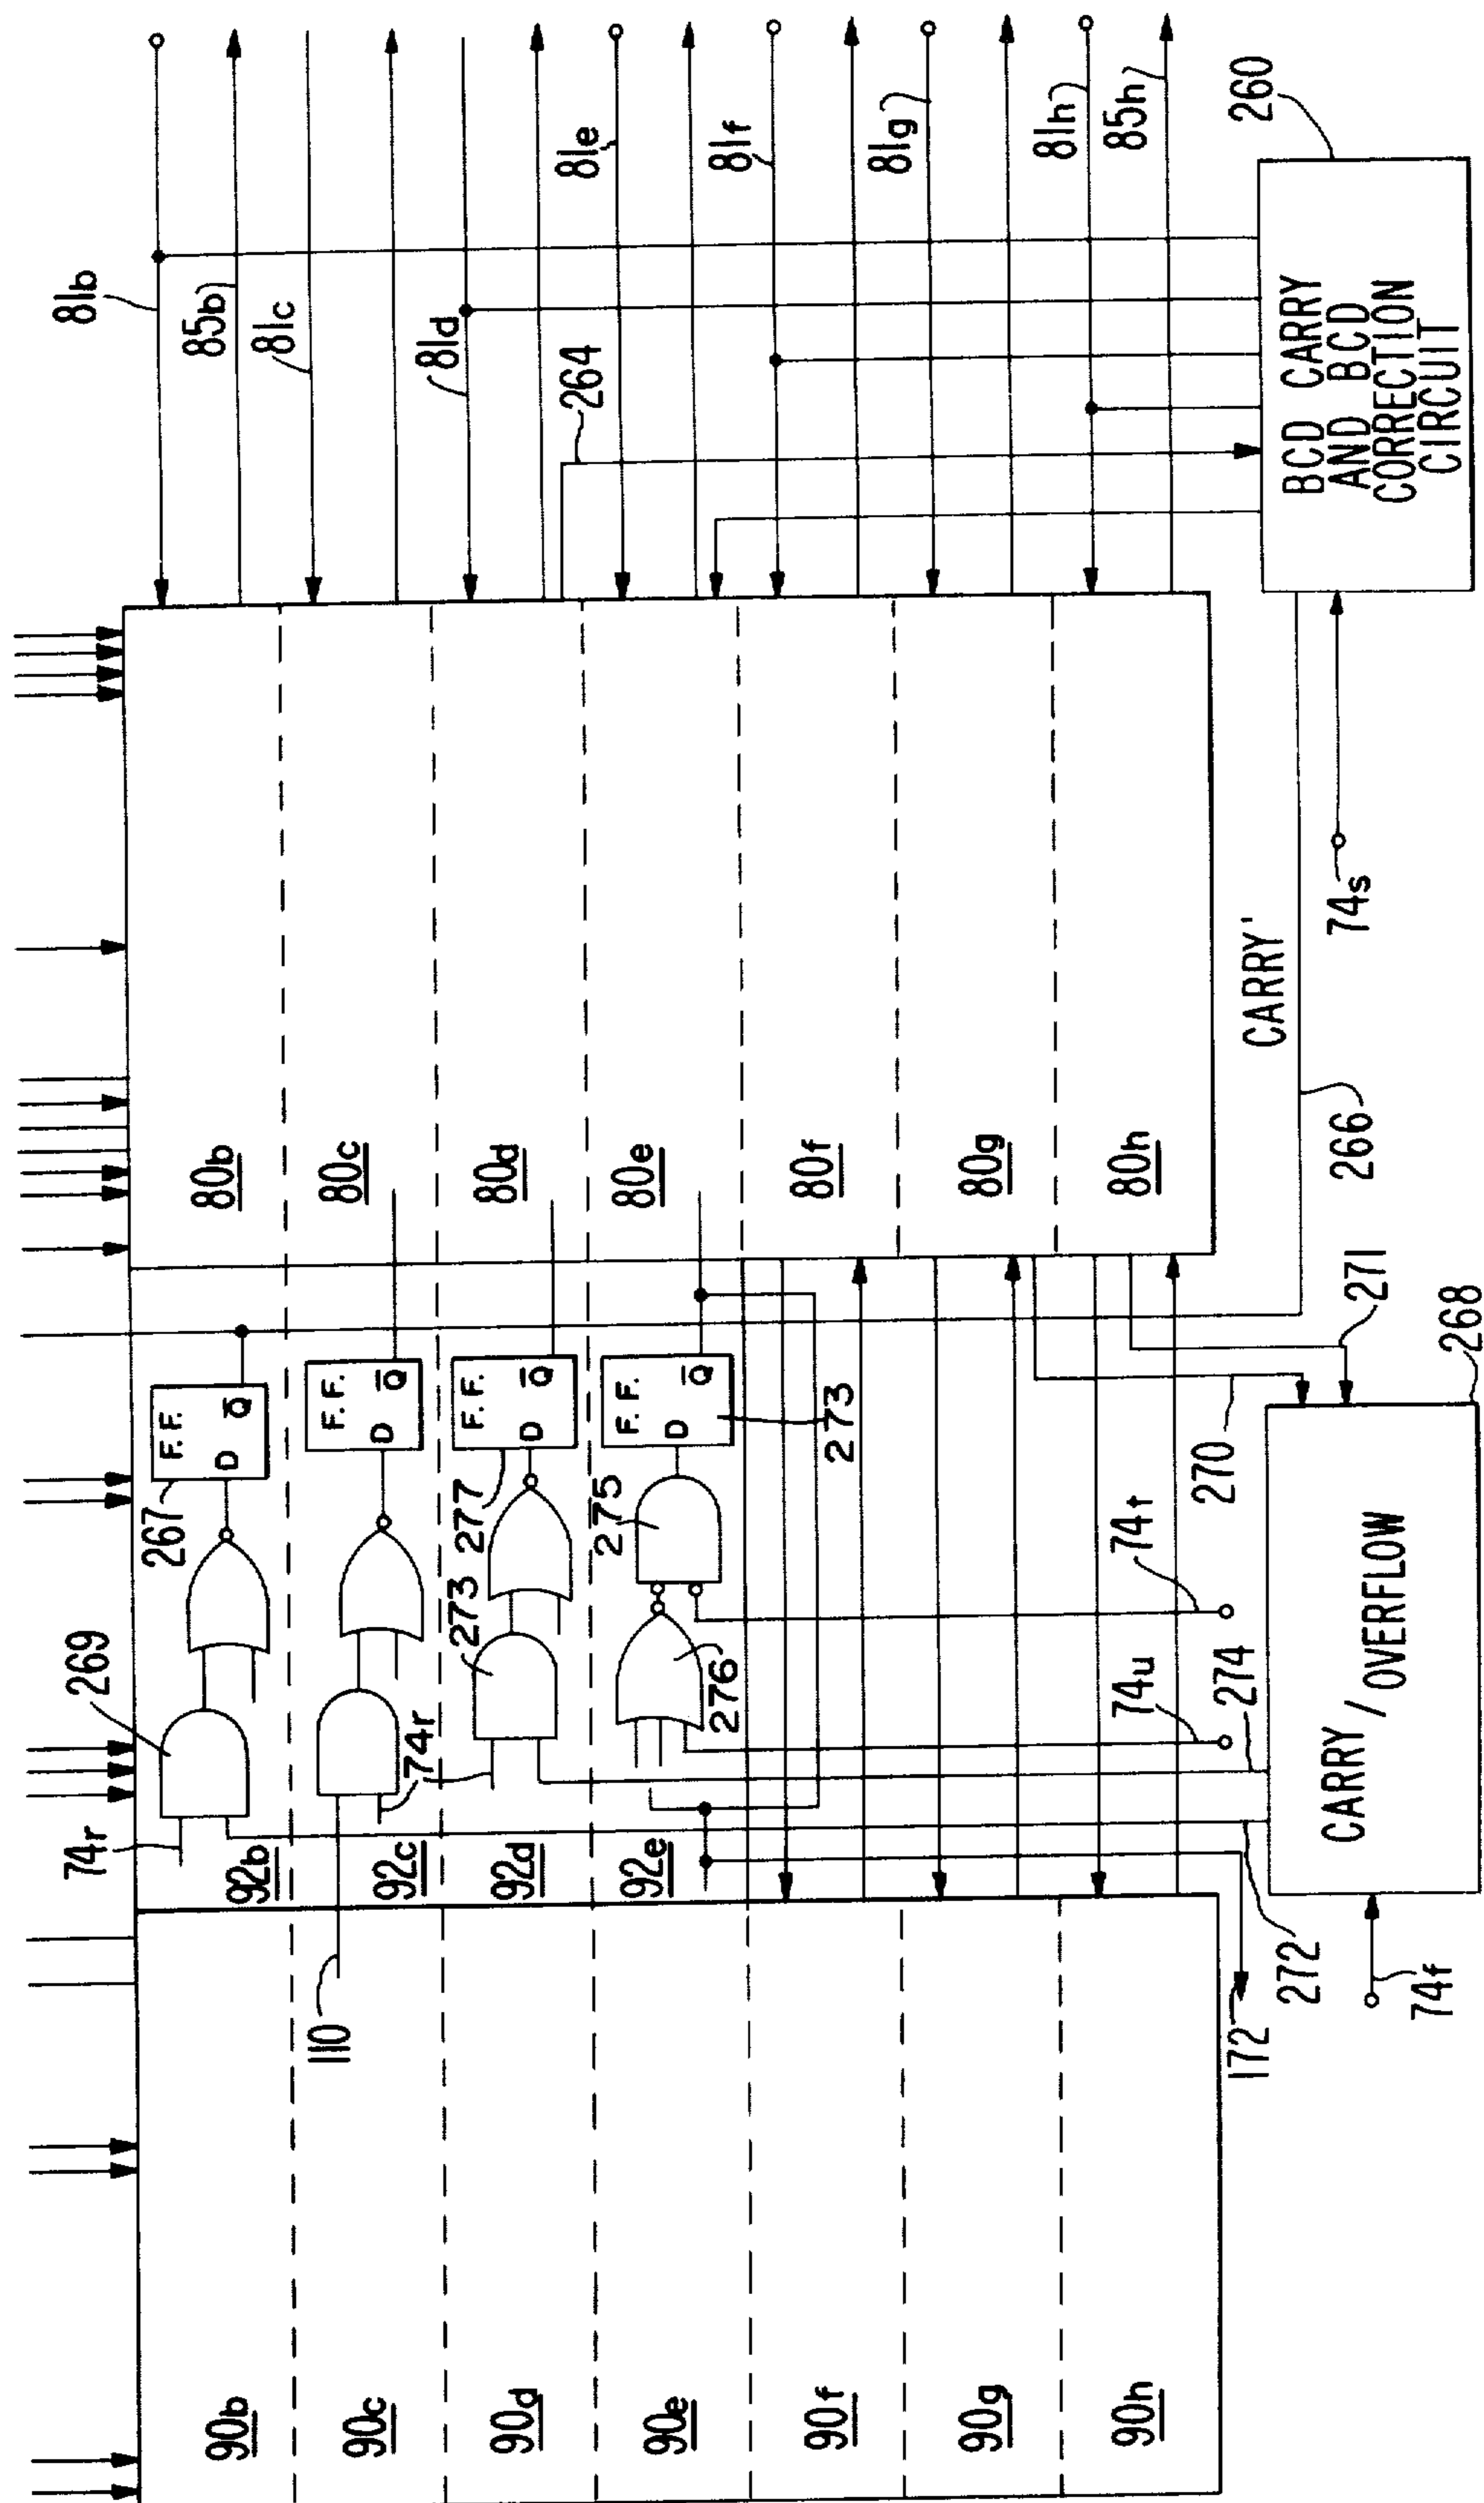 81b
85b
81c
81d
264
81e
81f
81g
81h
85h
260
BCD CARRY
AND BCD
CORRECTION
CIRCUIT
74s
CARRY'
266
80b
80c
80d
80e
80f
80g
80h
F.F.
D
Q̅
267
F.F.
D
Q̅
F.F.
D
Q̅
277
F.F.
D
Q̅
273
275
269
273
276
74r
74r
92b
92c
92d
92e
110
74t
74u
274
270
271
268
CARRY/
OVERFLOW
272
172
74f
90b
90c
90d
90e
90f
90g
90h